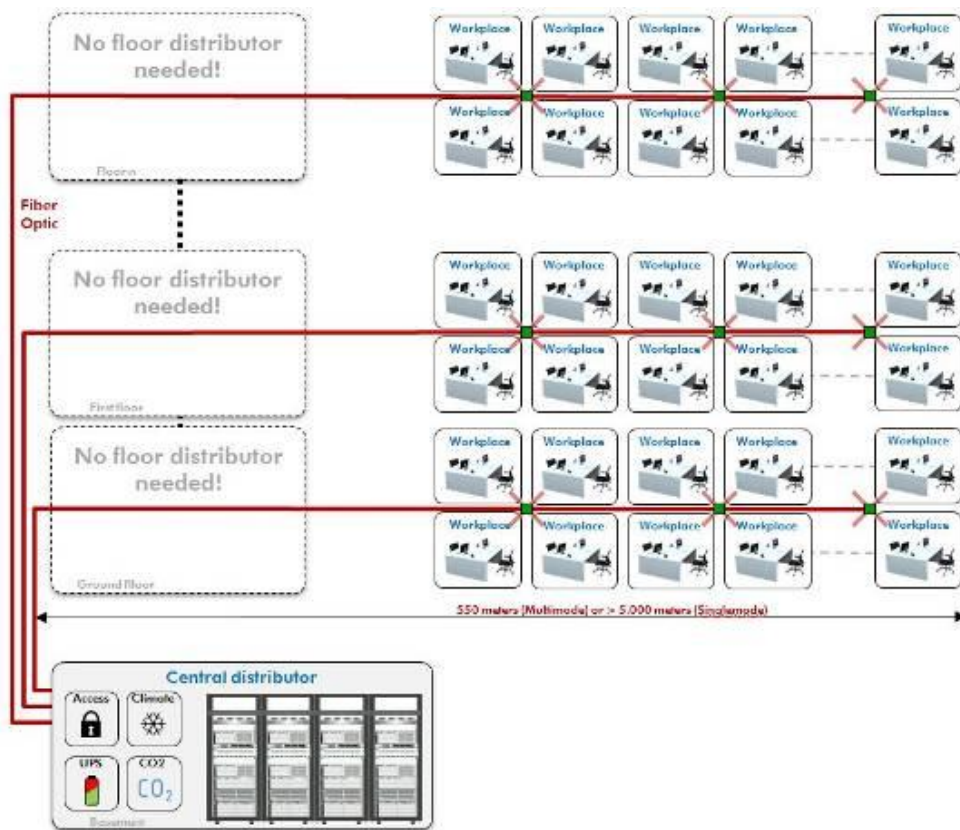 No floor distributor
needed!
Floor n
Workplace Workplace Workplace Workplace Workplace
Workplace Workplace Workplace Workplace Workplace
Fiber
Optic
No floor distributor
needed!
First floor
Workplace Workplace Workplace Workplace Workplace
Workplace Workplace Workplace Workplace Workplace
No floor distributor
needed!
Ground floor
Workplace Workplace Workplace Workplace Workplace
Workplace Workplace Workplace Workplace Workplace
550 meters (Multimode) or > 5.000 meters (Singlemode)
Central distributor
Access Climate
UPS CO2
CO₂
Basement